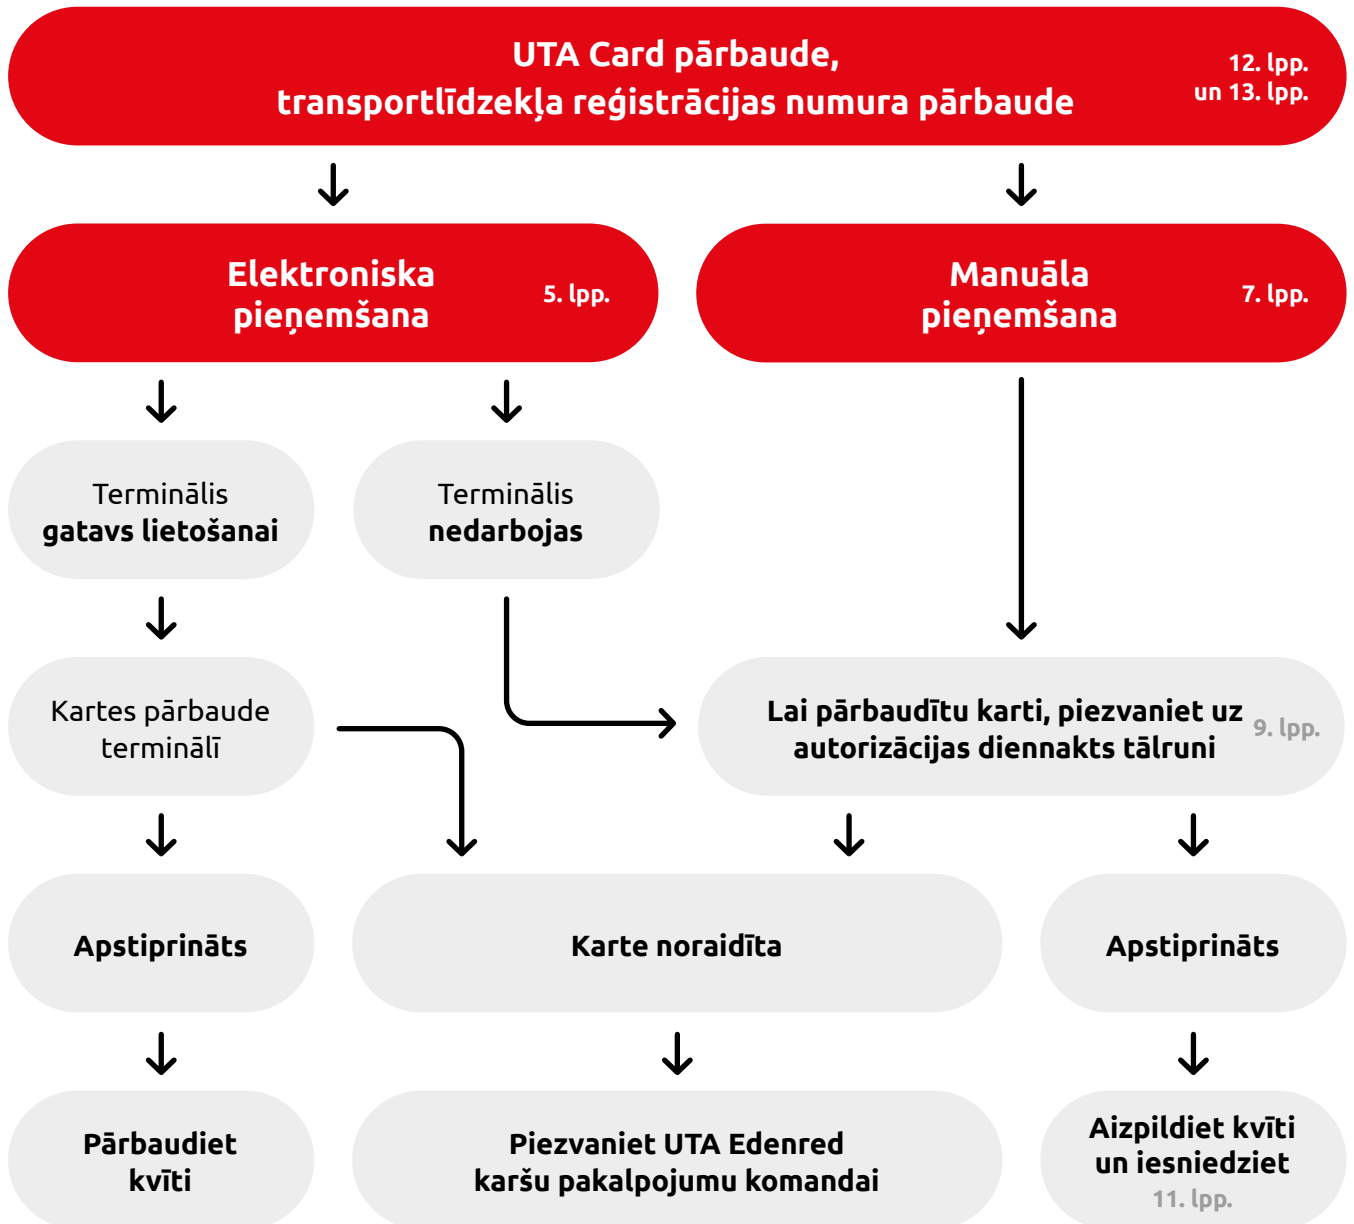 UTA Card pārbaude,
transportlīdzekļa reģistrācijas numura pārbaude
12. lpp.
un 13. lpp.
Elektroniska
pieņemšana
5. lpp.
Manuāla
pieņemšana
7. lpp.
Terminālis
gatavs lietošanai
Terminālis
nedarbojas
Kartes pārbaude
terminālī
Lai pārbaudītu karti, piezvaniet uz
autorizācijas diennakts tālruni
9. lpp.
Apstiprināts
Karte noraidīta
Apstiprināts
Pārbaudiet
kvīti
Piezvaniet UTA Edenred
karšu pakalpojumu komandai
Aizpildiet kvīti
un iesniedziet
11. lpp.